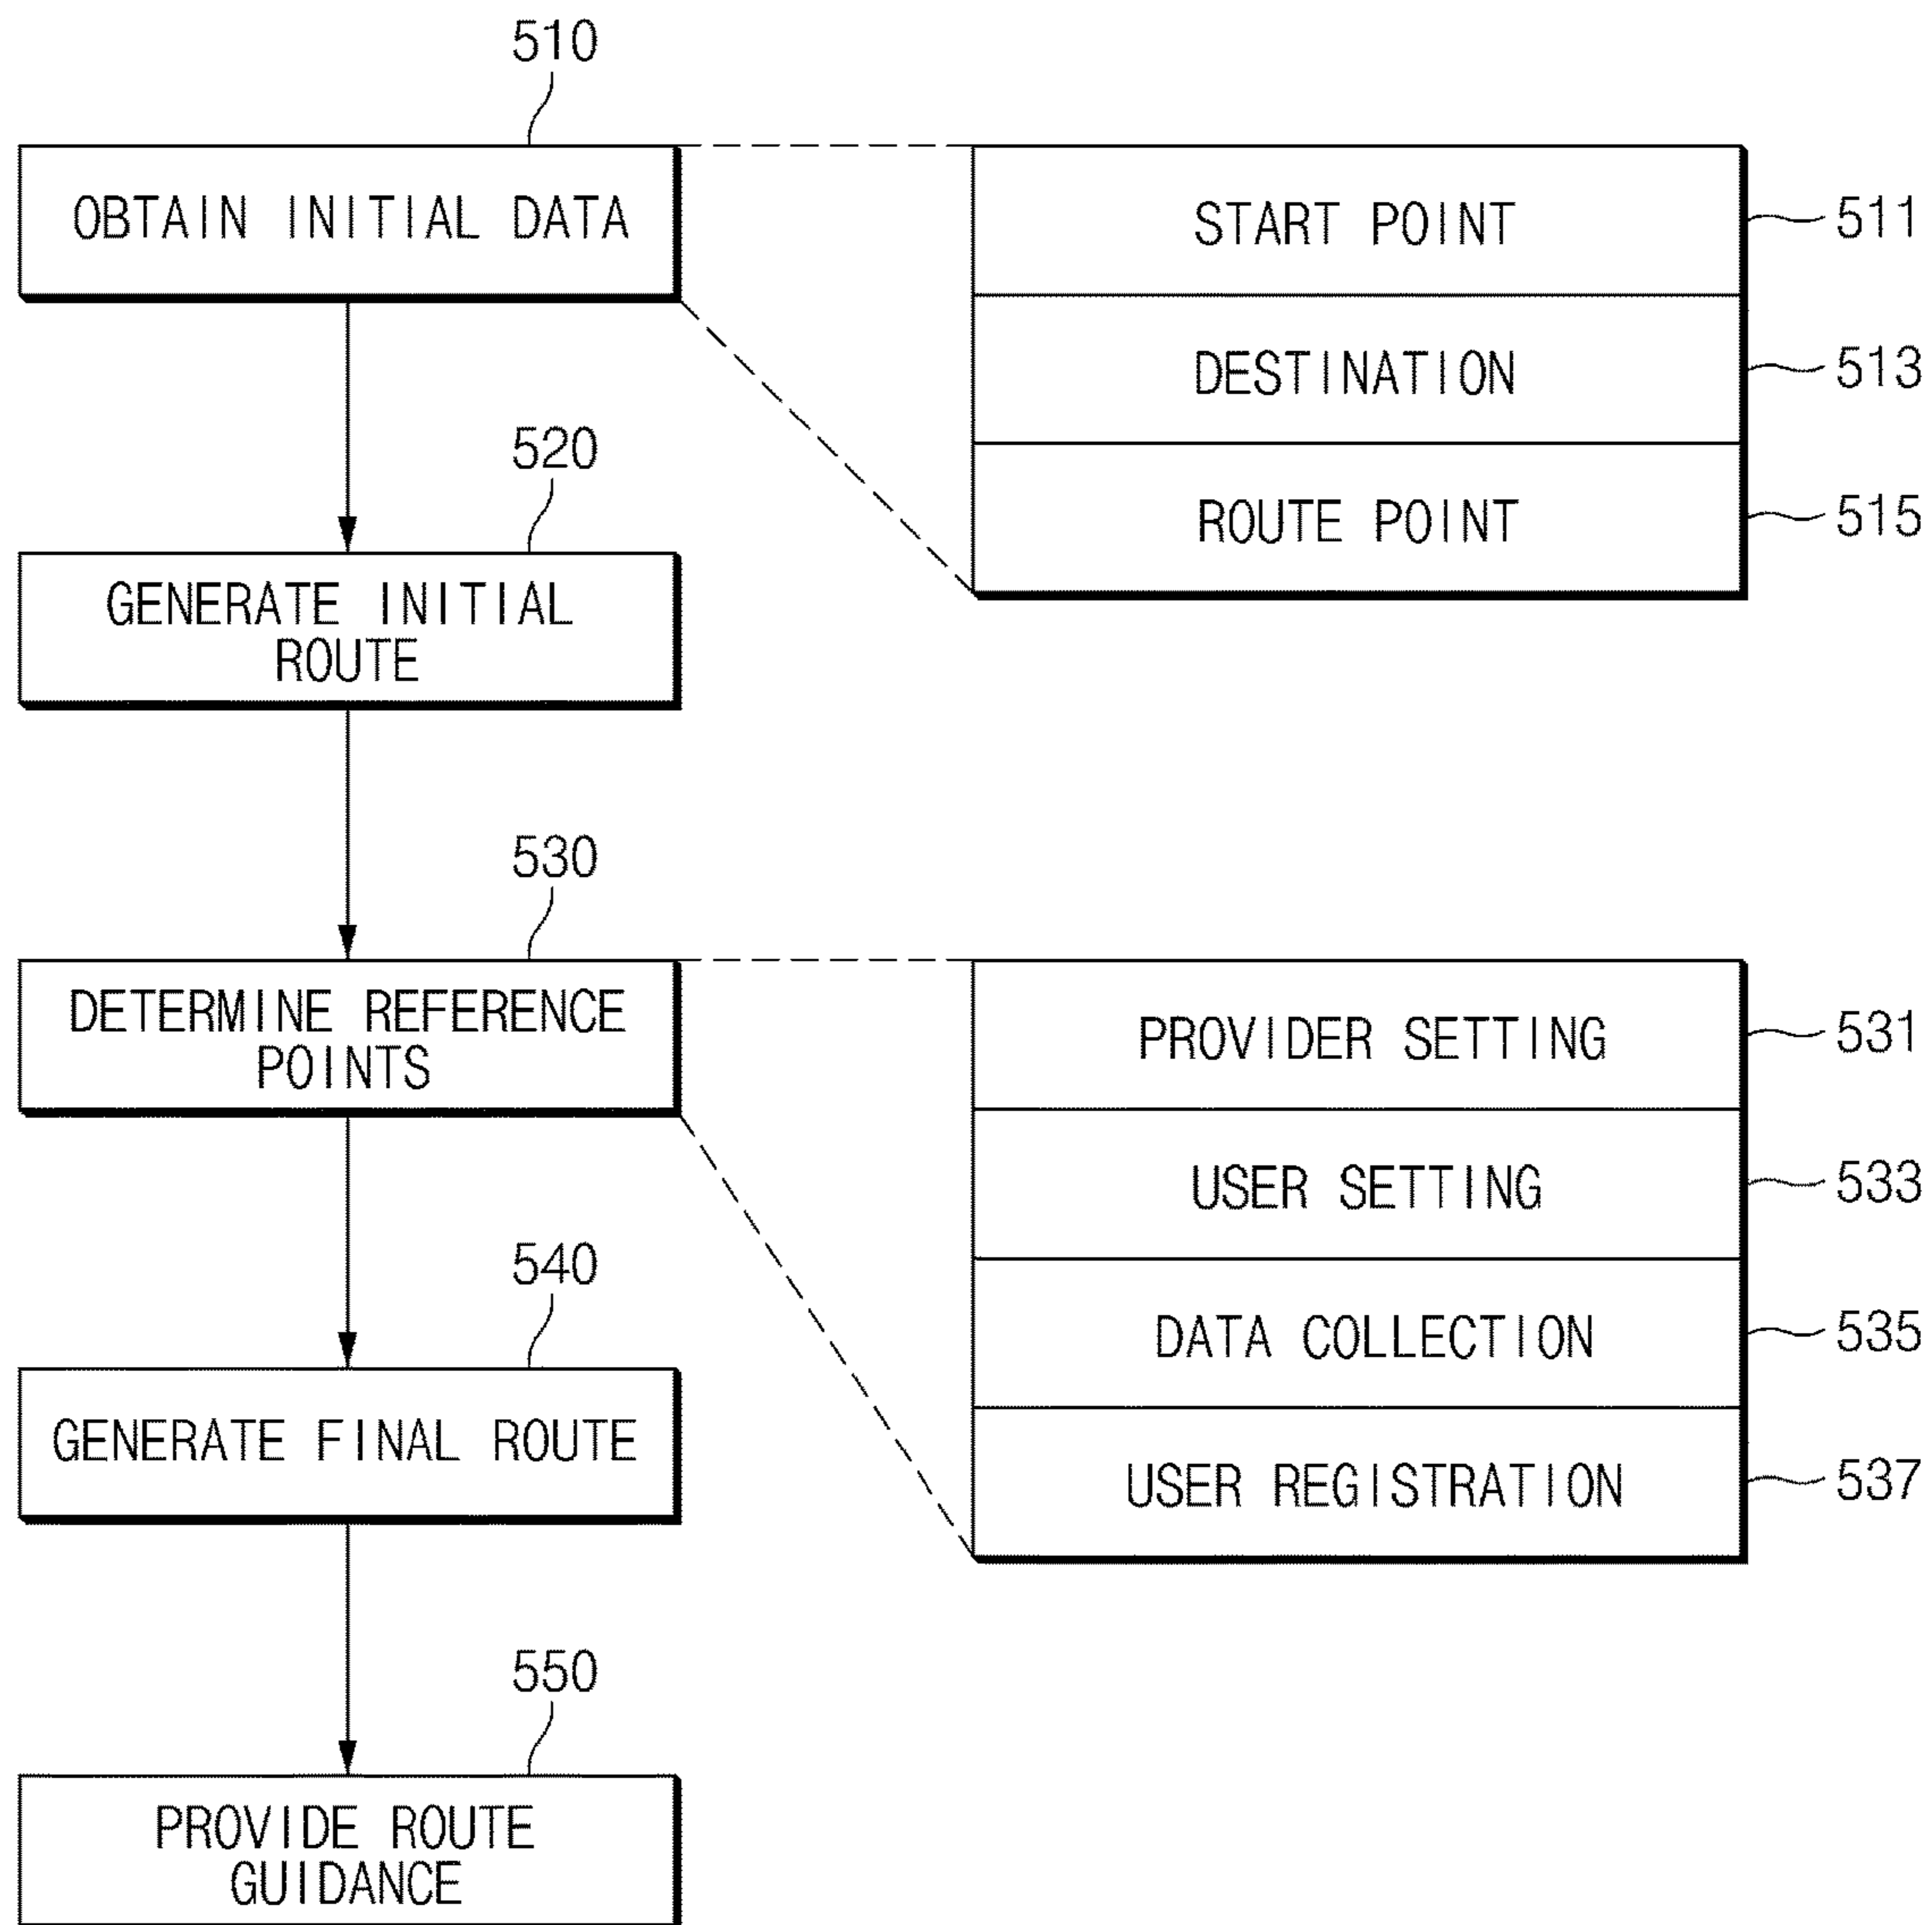 510
OBTAIN INITIAL DATA
START POINT
511
DESTINATION
513
ROUTE POINT
515
520
GENERATE INITIAL
ROUTE
530
DETERMINE REFERENCE
POINTS
PROVIDER SETTING
531
USER SETTING
533
DATA COLLECTION
535
USER REGISTRATION
537
540
GENERATE FINAL ROUTE
550
PROVIDE ROUTE
GUIDANCE